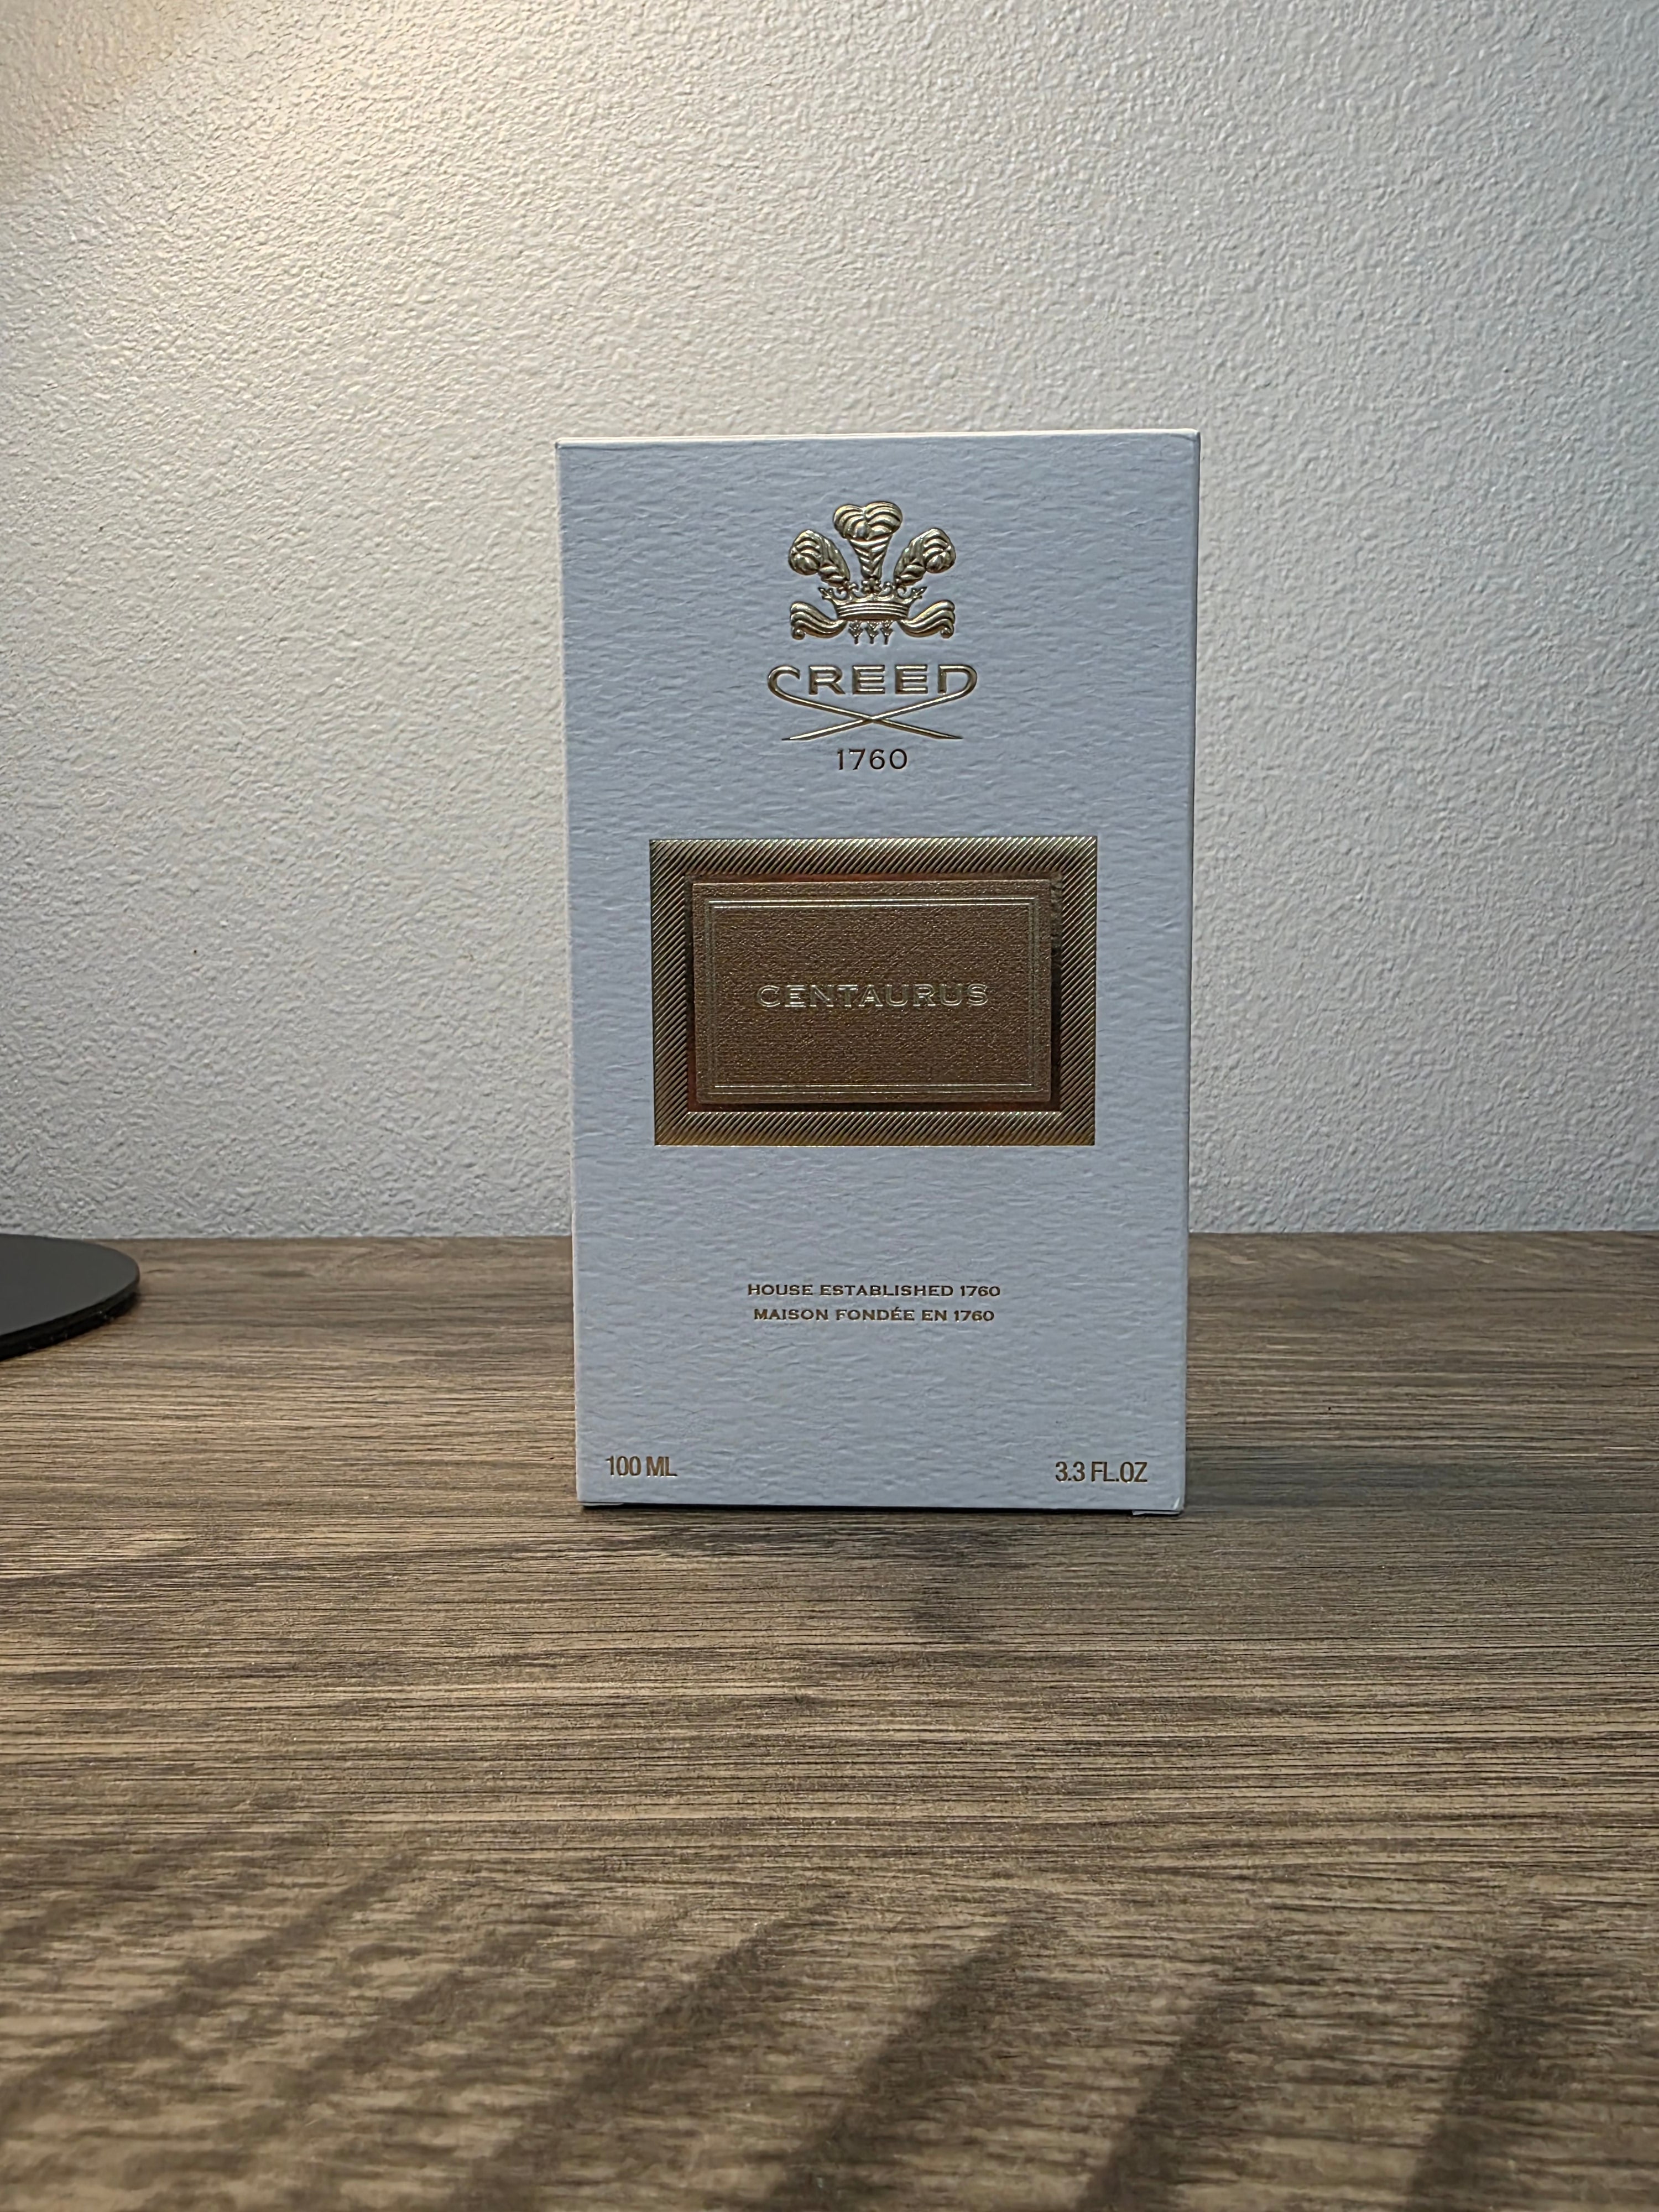 CREED
1760
CENTAURUS
HOUSE ESTABLISHED 1760
MAISON FONDÉE EN 1760
100 ML 3.3 FL.OZ